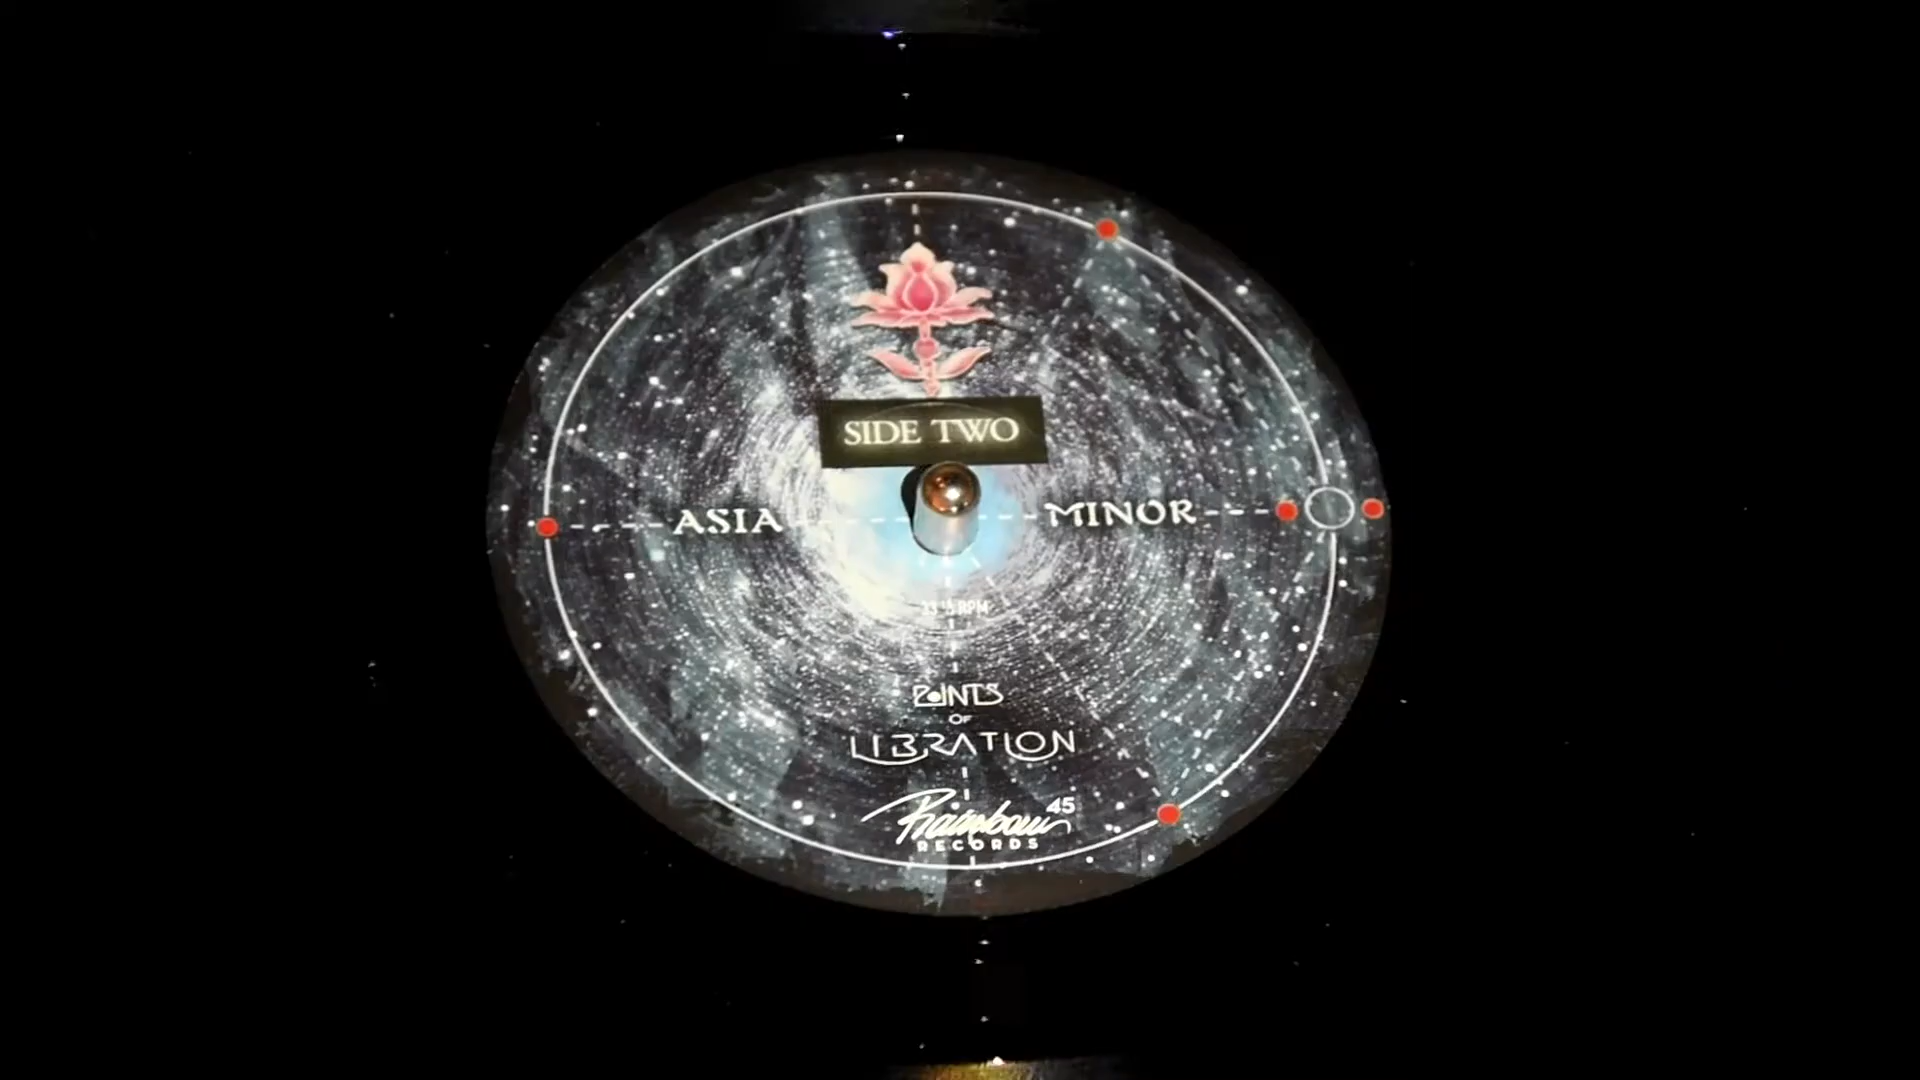 SIDE TWO
ASIA MINOR
33 ⅓ RPM
POINTS
OF
LIBRATION
Rainbow 45
RECORDS